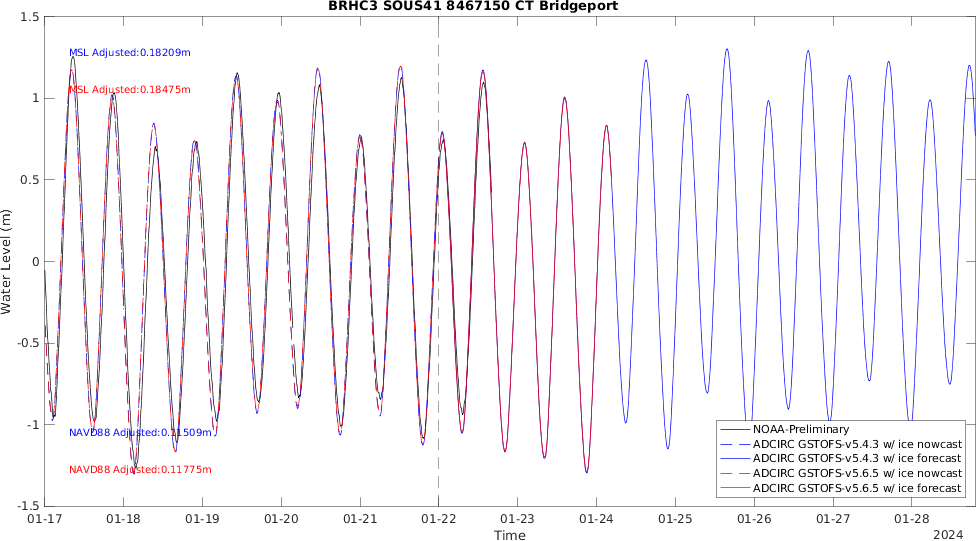 BRHC3 SOUS41 8467150 CT Bridgeport
1.5
MSL Adjusted:0.18209m
1
MSL Adjusted:0.18475m
0.5
Water Level (m)
0
-0.5
-1
NAVD88 Adjusted:0.11509m
NAVD88 Adjusted:0.11775m
-1.5
NOAA-Preliminary
ADCIRC GSTOFS-v5.4.3 w/ ice nowcast
ADCIRC GSTOFS-v5.4.3 w/ ice forecast
ADCIRC GSTOFS-v5.6.5 w/ ice nowcast
ADCIRC GSTOFS-v5.6.5 w/ ice forecast
01-17 01-18 01-19 01-20 01-21 01-22 01-23 01-24 01-25 01-26 01-27 01-28
Time
2024